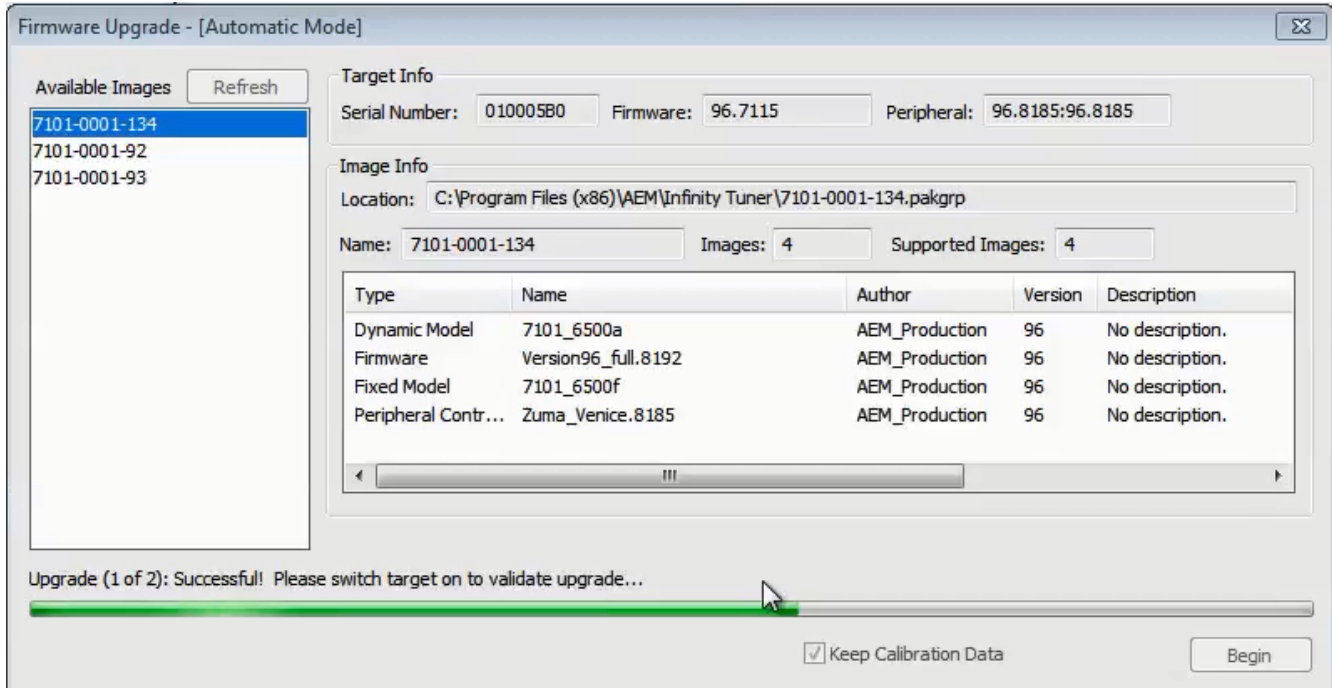 Firmware Upgrade - [Automatic Mode]
Available Images Refresh
7101-0001-134
7101-0001-92
7101-0001-93
Target Info
Serial Number: 010005B0 Firmware: 96.7115 Peripheral: 96.8185:96.8185
Image Info
Location: C:\Program Files (x86)\AEM\Infinity Tuner\7101-0001-134.pakgrp
Name: 7101-0001-134 Images: 4 Supported Images: 4
Type Name Author Version Description
Dynamic Model 7101_6500a AEM_Production 96 No description.
Firmware Version96_full.8192 AEM_Production 96 No description.
Fixed Model 7101_6500f AEM_Production 96 No description.
Peripheral Contr... Zuma_Venice.8185 AEM_Production 96 No description.
Upgrade (1 of 2): Successful! Please switch target on to validate upgrade...
Keep Calibration Data Begin